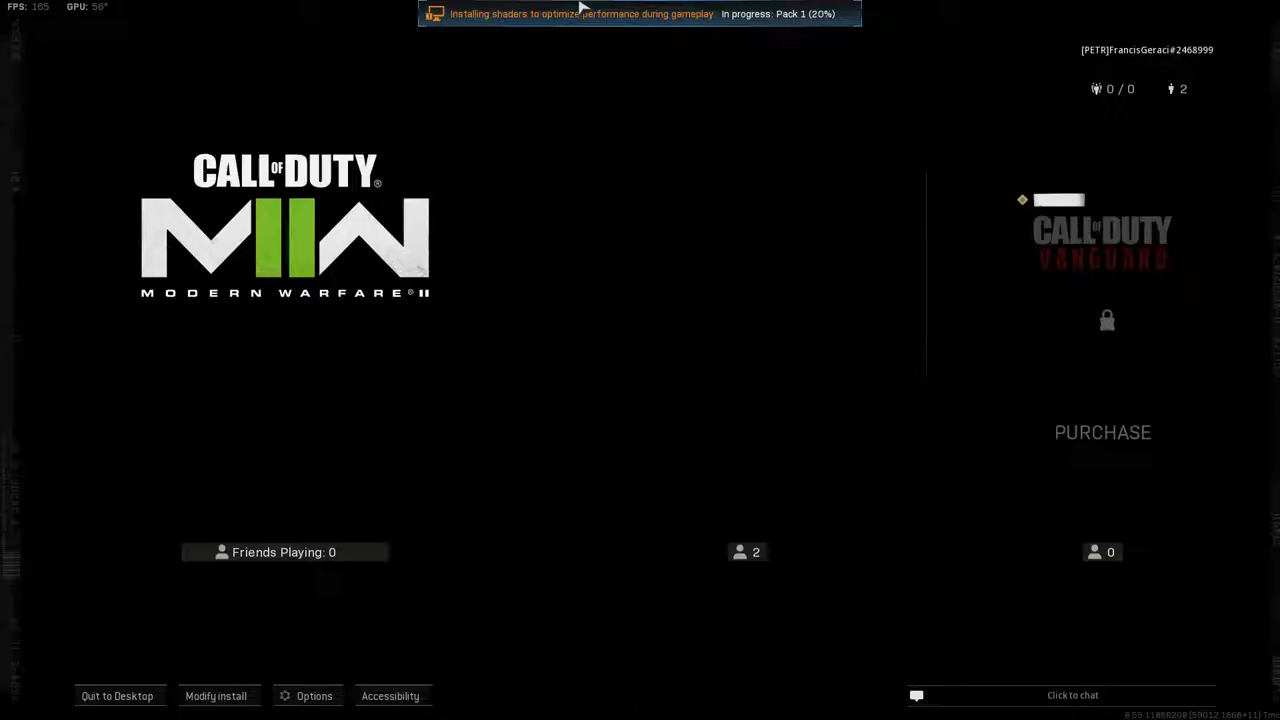 FPS: 165 GPU: 56°
Installing shaders to optimize performance during gameplay In progress: Pack 1 (20%)
[PETR]FrancisGeraci#2468999
0 / 0 2
CALL OF DUTY®
MWII
MODERN WARFARE® II
CALL OF DUTY
VANGUARD
PURCHASE
Friends Playing: 0
2
0
Quit to Desktop
Modify install
Options
Accessibility
Click to chat